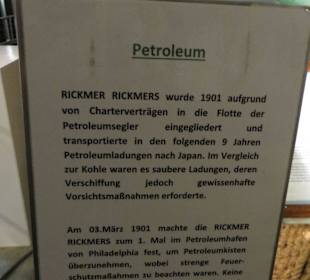 Petroleum
RICKMER RICKMERS wurde 1901 aufgrund
von Charterverträgen in die Flotte der
Petroleumsegler eingegliedert und
transportierte in den folgenden 9 Jahren
Petroleumladungen nach Japan. Im Vergleich
zur Kohle waren es saubere Ladungen, deren
Verschiffung jedoch gewissenhafte
Vorsichtsmaßnahmen erforderte.
Am 03.März 1901 machte die RICKMER
RICKMERS zum 1. Mal im Petroleumhafen
von Philadelphia fest, um Petroleumkisten
überzunehmen, wobei strenge Feuer-
schutzmaßnahmen zu beachten waren. Keine